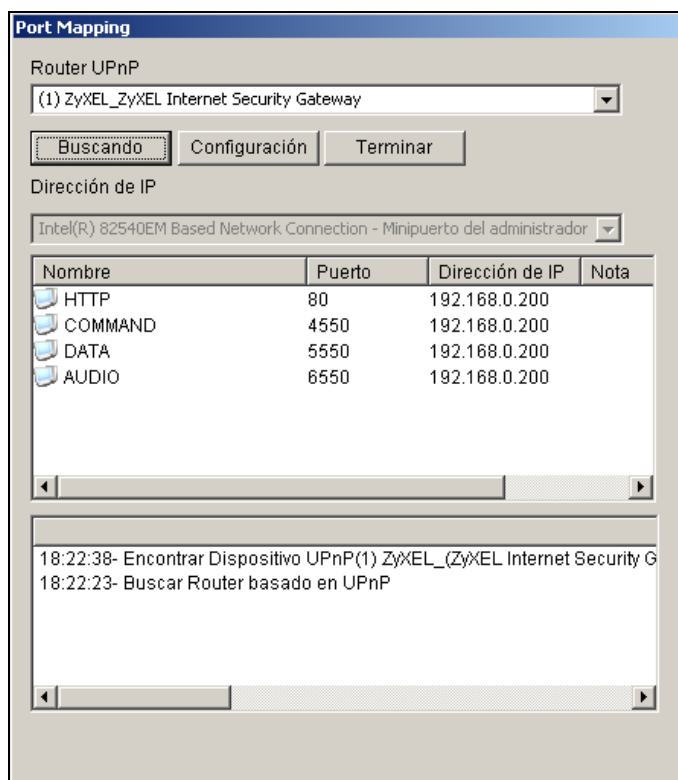 Port Mapping
Router UPnP
(1) ZyXEL_ZyXEL Internet Security Gateway
Buscando Configuración Terminar
Dirección de IP
Intel(R) 82540EM Based Network Connection - Minipuerto del administrador
Nombre Puerto Dirección de IP Nota
HTTP 80 192.168.0.200
COMMAND 4550 192.168.0.200
DATA 5550 192.168.0.200
AUDIO 6550 192.168.0.200
18:22:38- Encontrar Dispositivo UPnP(1) ZyXEL_(ZyXEL Internet Security G
18:22:23- Buscar Router basado en UPnP